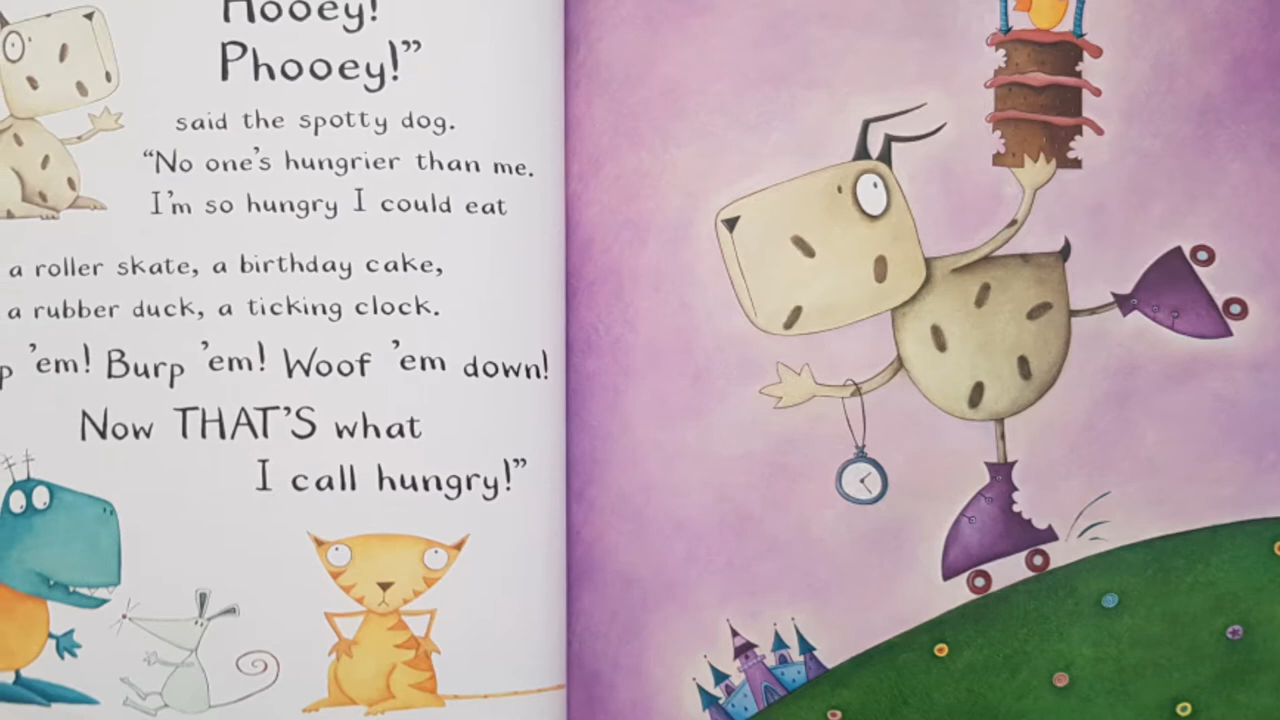 Hooey!
Phooey!”
said the spotty dog.
“No one’s hungrier than me.
I’m so hungry I could eat
a roller skate, a birthday cake,
a rubber duck, a ticking clock.
’em! Burp ’em! Woof ’em down!
Now THAT’S what
I call hungry!”